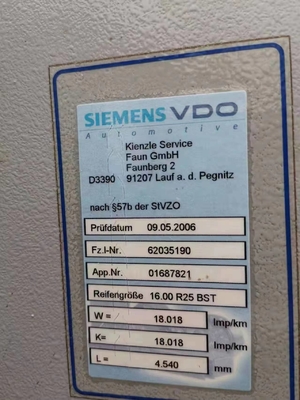 SIEMENS VDO
Automotive
Kienzle Service
Faun GmbH
Faunberg 2
D3390 91207 Lauf a. d. Pegnitz
nach §57b der StVZO
Prüfdatum 09.05.2006
Fz.I-Nr. 62035190
App.Nr. 01687821
Reifengröße 16.00 R25 BST
W = 18.018 imp/km
K= 18.018 Imp/km
L = 4.540 mm